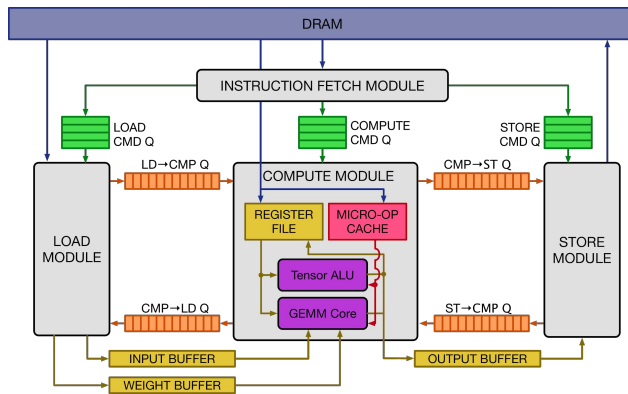 DRAM
INSTRUCTION FETCH MODULE
LOAD
CMD Q
COMPUTE
CMD Q
STORE
CMD Q
LD→CMP Q
COMPUTE MODULE
CMP→ST Q
REGISTER
FILE
MICRO-OP
CACHE
LOAD
MODULE
Tensor ALU
STORE
MODULE
GEMM Core
CMP→LD Q
ST→CMP Q
INPUT BUFFER
OUTPUT BUFFER
WEIGHT BUFFER